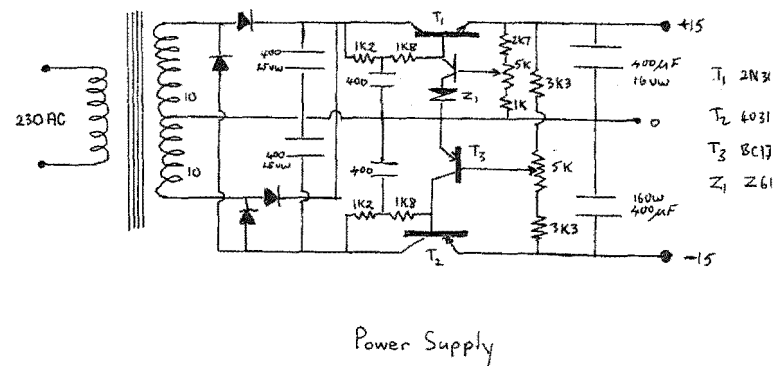 T1
+15
1K2
1K8
2K7
400
25VW
400
5K
3K3
400µF
16VW
T1 2N30
Z1
1K
230 AC
10
0
T2 4031
10
400
25VW
400
T3
5K
T3 BC17
1K2
1K8
16VW
400µF
Z1 Z61
3K3
T2
-15
Power Supply